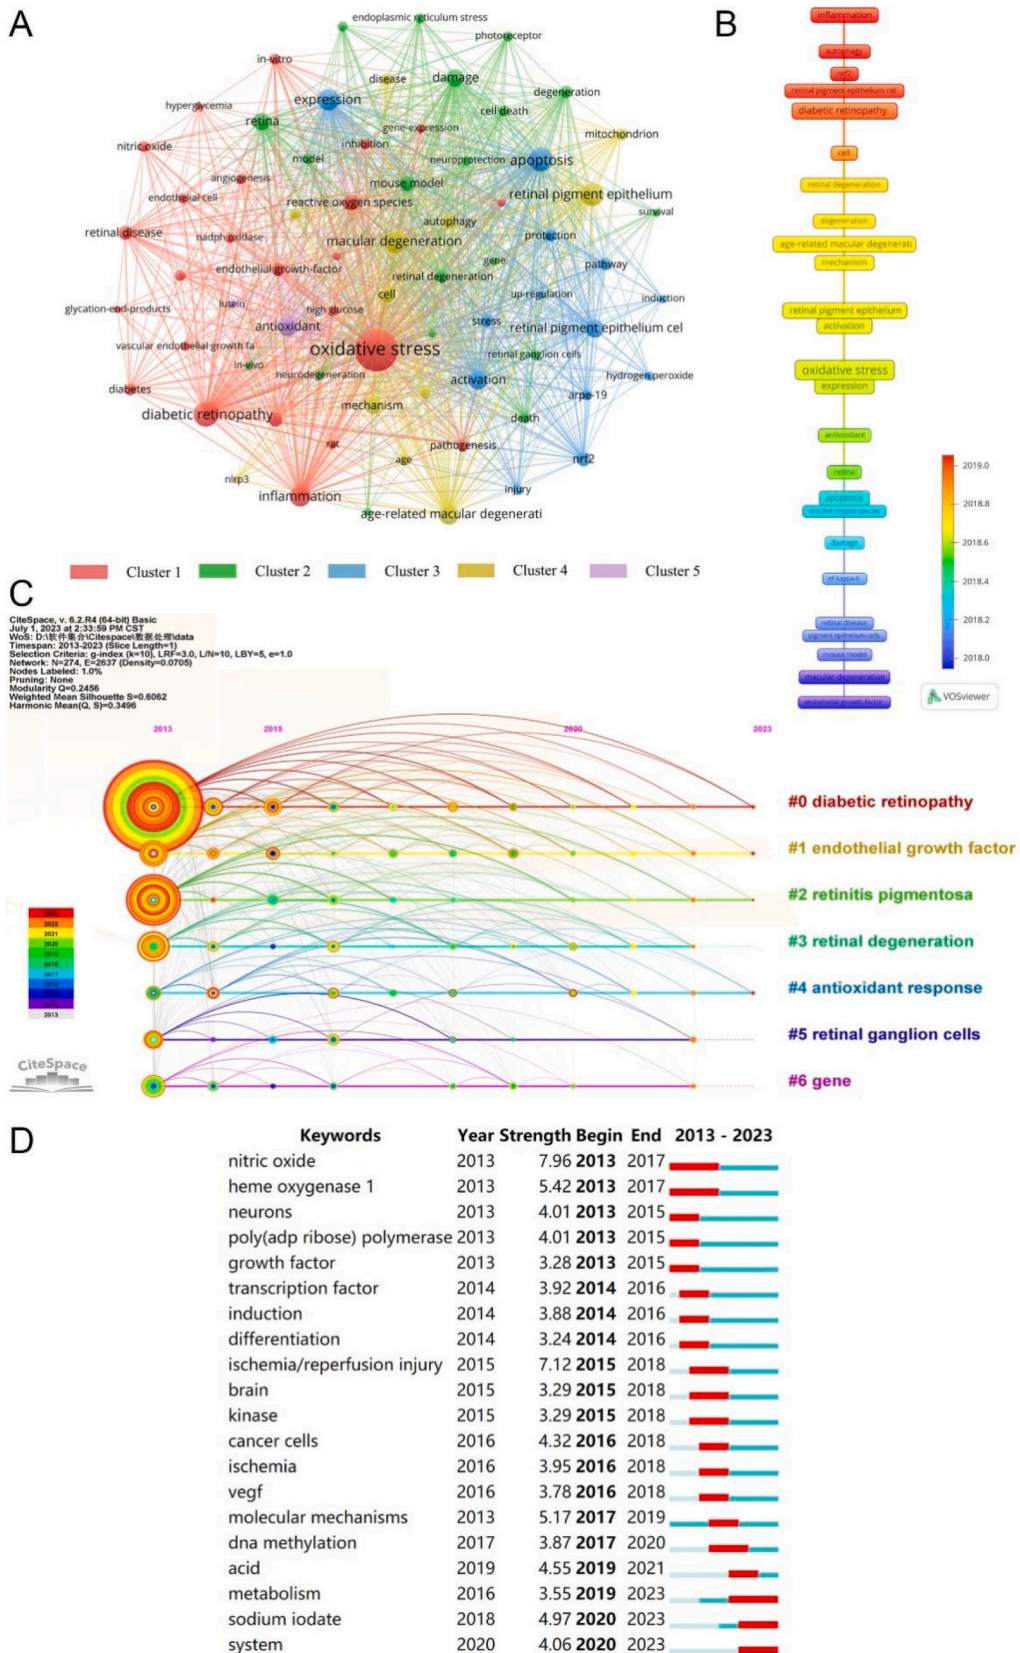 A
endoplasmic reticulum stress
photoreceptor
in-vitro
disease
damage
expression
degeneration
hyperglycemia
cell death
retina
gene-expression
mitochondrion
nitric oxide
inhibition
model
neuroprotection
apoptosis
angiogenesis
mouse model
endothelial cell
reactive oxygen species
retinal pigment epithelium
survival
autophagy
retinal disease
nadph oxidase
macular degeneration
protection
endothelial growth-factor
gene
pathway
retinal degeneration
glycation-end-products
lutein
high glucose
cell
up-regulation
induction
antioxidant
stress
retinal pigment epithelium cel
oxidative stress
vascular endothelial growth fa
retinal ganglion cells
in-vivo
neurodegeneration
activation
hydrogen peroxide
diabetes
arpe-19
diabetic retinopathy
mechanism
death
rat
pathogenesis
nlrp3
age
nrf2
inflammation
injury
age-related macular degenerati
Cluster 1
Cluster 2
Cluster 3
Cluster 4
Cluster 5
B
inflammation
autophagy
nrf2
retinal pigment epithelium cel
diabetic retinopathy
cell
retinal degeneration
degeneration
age-related macular degenerati
mechanism
retinal pigment epithelium
activation
oxidative stress
expression
antioxidant
retina
apoptosis
reactive oxygen species
damage
nf-kappa-b
retinal disease
pigment epithelium-cells
mouse model
macular degeneration
endothelial growth-factor
2019.0
2018.8
2018.6
2018.4
2018.2
2018.0
VOSviewer
C
CiteSpace, v. 6.2.R4 (64-bit) Basic
July 1, 2023 at 2:33:59 PM CST
WoS: D:\软件集合\Citespace\数据处理\data
Timespan: 2013-2023 (Slice Length=1)
Selection Criteria: g-index (k=10), LRF=3.0, L/N=10, LBY=5, e=1.0
Network: N=274, E=2637 (Density=0.0705)
Nodes Labeled: 1.0%
Pruning: None
Modularity Q=0.2456
Weighted Mean Silhouette S=0.6062
Harmonic Mean(Q, S)=0.3496
2013 2015 2020 2023
#0 diabetic retinopathy
#1 endothelial growth factor
#2 retinitis pigmentosa
#3 retinal degeneration
#4 antioxidant response
#5 retinal ganglion cells
#6 gene
2022
2021
2020
2019
2018
2017
2016
2013
CiteSpace
D
Keywords Year Strength Begin End 2013 - 2023
nitric oxide 2013 7.96 2013 2017
heme oxygenase 1 2013 5.42 2013 2017
neurons 2013 4.01 2013 2015
poly(adp ribose) polymerase 2013 4.01 2013 2015
growth factor 2013 3.28 2013 2015
transcription factor 2014 3.92 2014 2016
induction 2014 3.88 2014 2016
differentiation 2014 3.24 2014 2016
ischemia/reperfusion injury 2015 7.12 2015 2018
brain 2015 3.29 2015 2018
kinase 2015 3.29 2015 2018
cancer cells 2016 4.32 2016 2018
ischemia 2016 3.95 2016 2018
vegf 2016 3.78 2016 2018
molecular mechanisms 2013 5.17 2017 2019
dna methylation 2017 3.87 2017 2020
acid 2019 4.55 2019 2021
metabolism 2016 3.55 2019 2023
sodium iodate 2018 4.97 2020 2023
system 2020 4.06 2020 2023